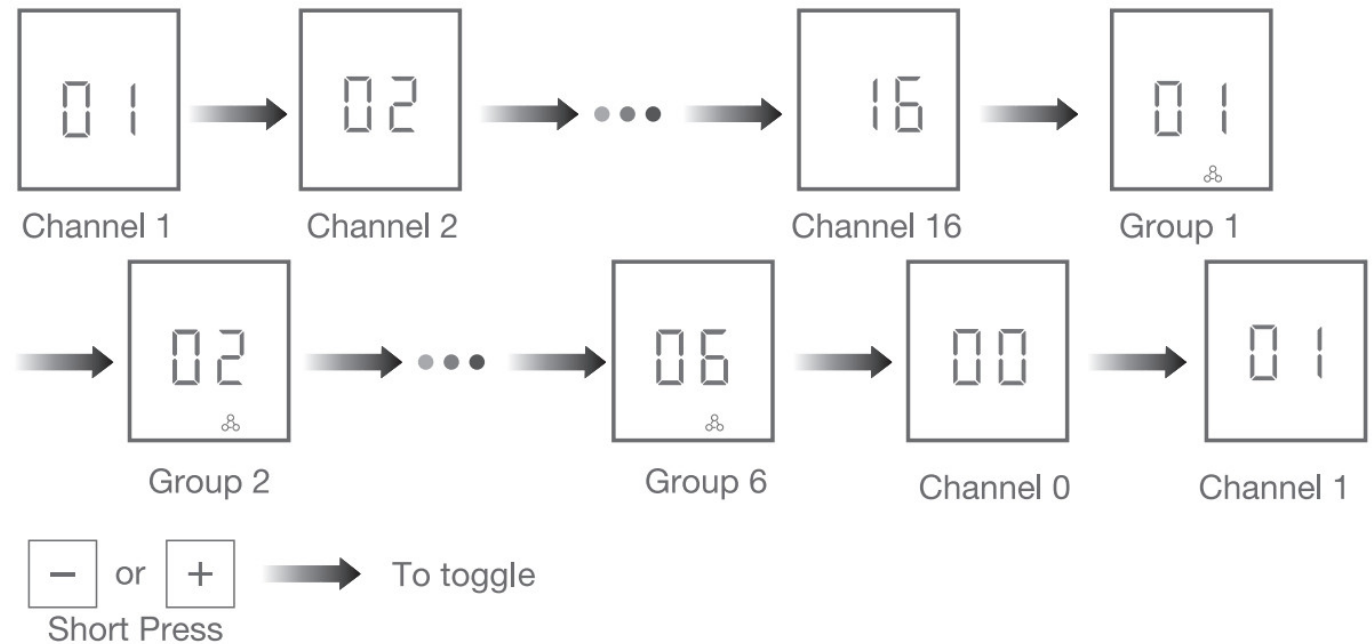 01 02 16 01
Channel 1 Channel 2 Channel 16 Group 1
02 06 00 01
Group 2 Group 6 Channel 0 Channel 1
− or + To toggle
Short Press